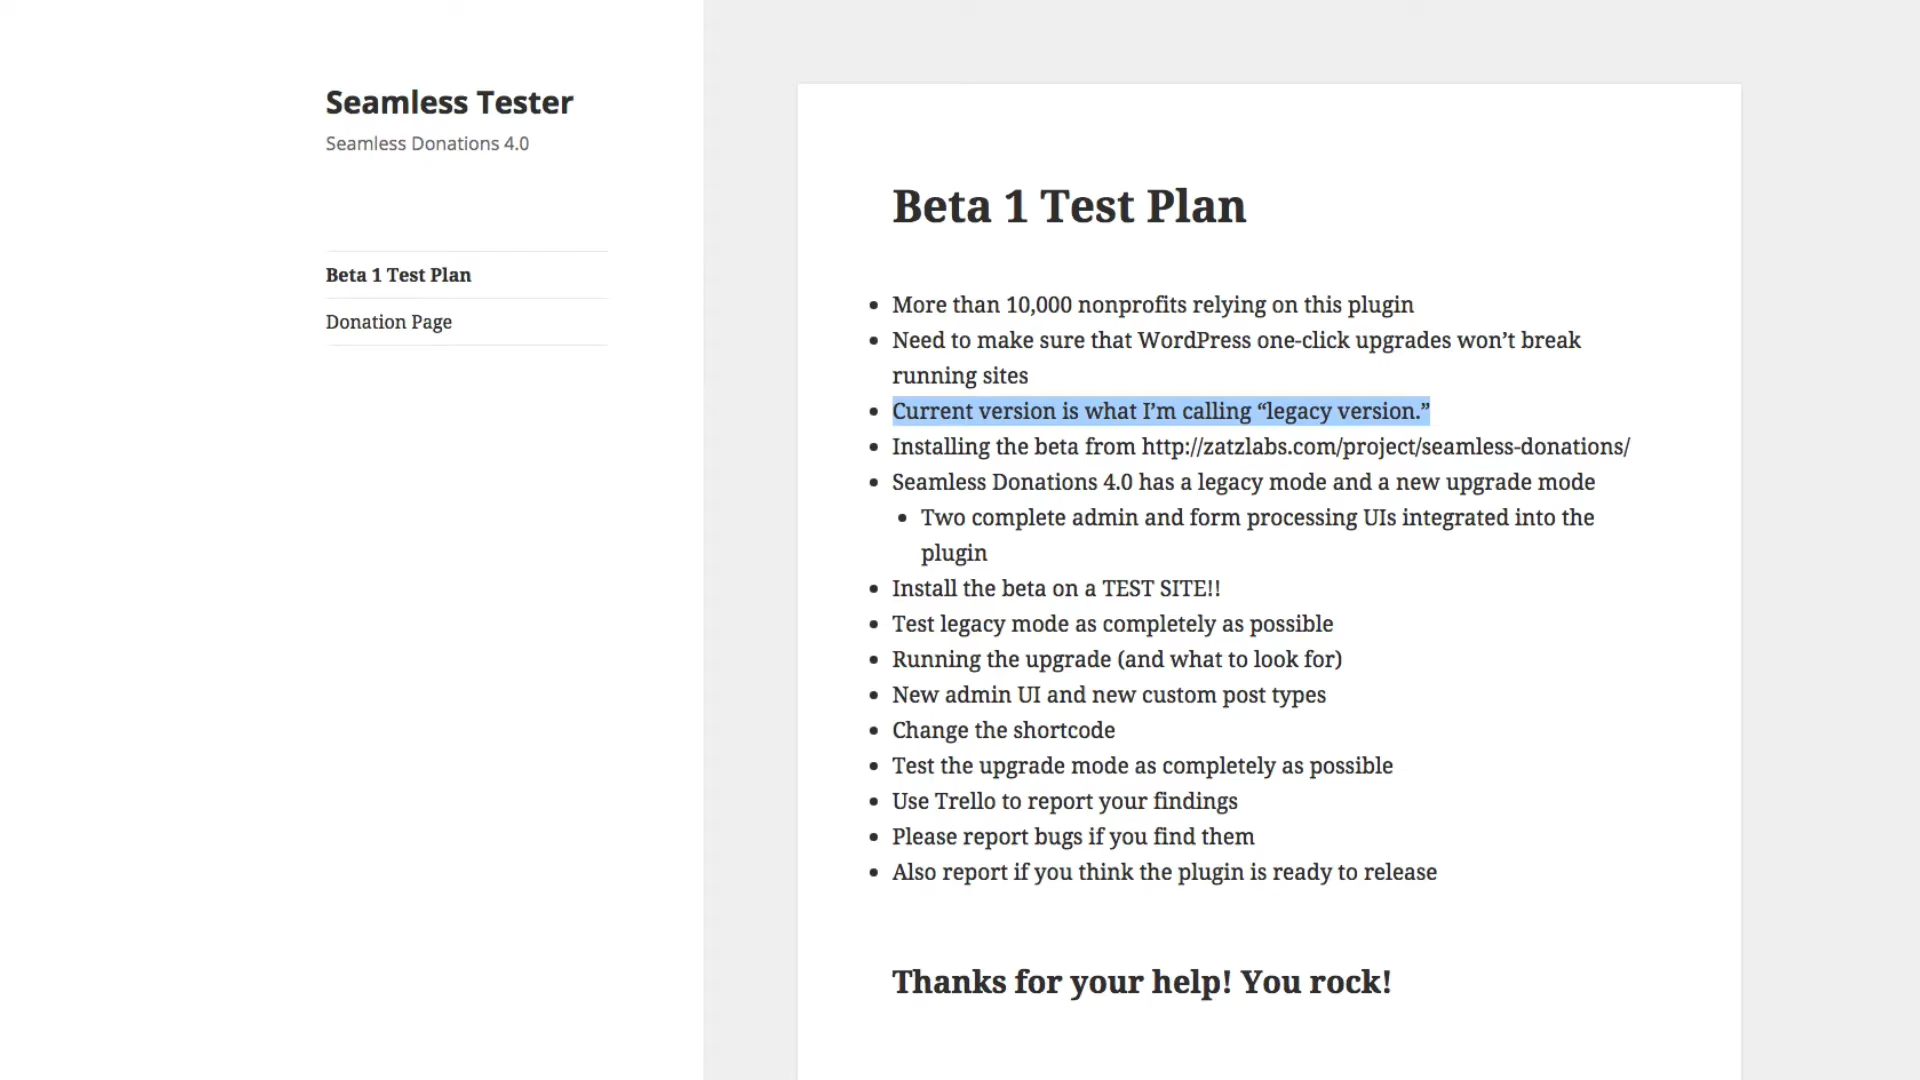 Seamless Tester
Seamless Donations 4.0
Beta 1 Test Plan
Donation Page
Beta 1 Test Plan
More than 10,000 nonprofits relying on this plugin
Need to make sure that WordPress one-click upgrades won’t break
running sites
Current version is what I’m calling “legacy version.”
Installing the beta from http://zatzlabs.com/project/seamless-donations/
Seamless Donations 4.0 has a legacy mode and a new upgrade mode
Two complete admin and form processing UIs integrated into the
plugin
Install the beta on a TEST SITE!!
Test legacy mode as completely as possible
Running the upgrade (and what to look for)
New admin UI and new custom post types
Change the shortcode
Test the upgrade mode as completely as possible
Use Trello to report your findings
Please report bugs if you find them
Also report if you think the plugin is ready to release
Thanks for your help! You rock!